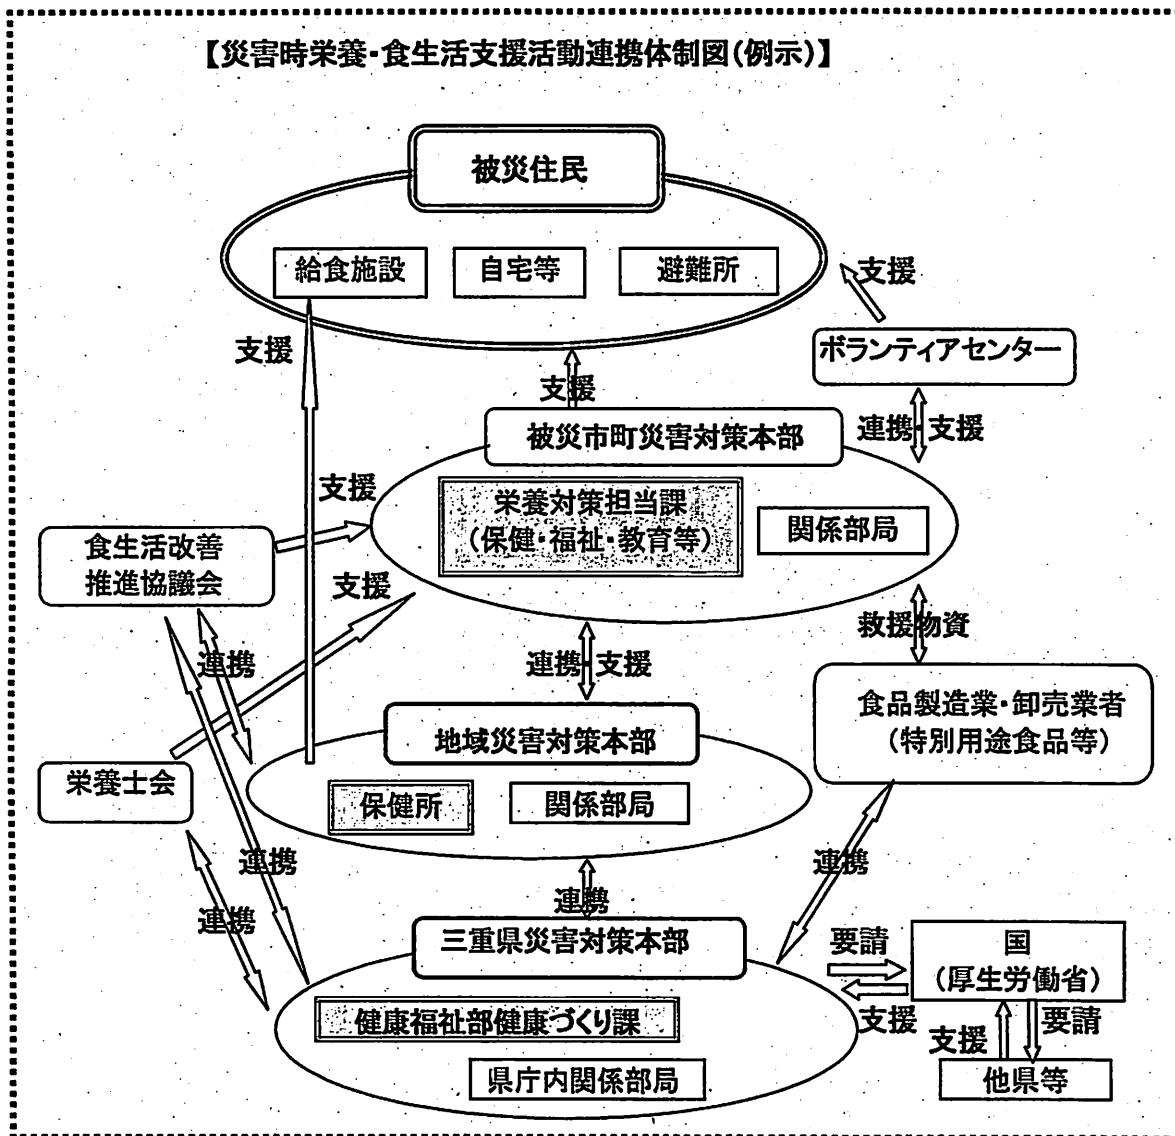 【災害時栄養・食生活支援活動連携体制図(例示)】
被災住民
給食施設
自宅等
避難所
支援
ボランティアセンター
支援
支援
連携・支援
被災市町災害対策本部
支援
栄養対策担当課
(保健・福祉・教育等)
関係部局
食生活改善
推進協議会
支援
救援物資
連携
連携・支援
食品製造業・卸売業者
(特別用途食品等)
地域災害対策本部
栄養士会
保健所
関係部局
連携
連携
連携
連携
三重県災害対策本部
要請
国
(厚生労働省)
支援
健康福祉部健康づくり課
支援
要請
県庁内関係部局
他県等